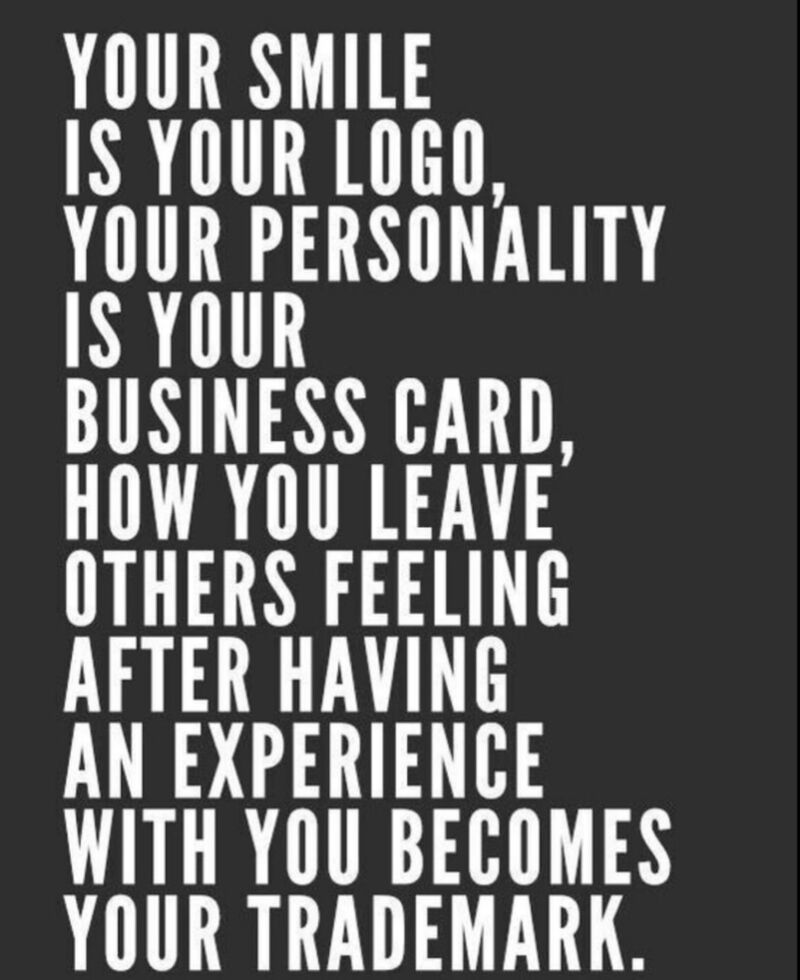 YOUR SMILE
IS YOUR LOGO,
YOUR PERSONALITY
IS YOUR
BUSINESS CARD,
HOW YOU LEAVE
OTHERS FEELING
AFTER HAVING
AN EXPERIENCE
WITH YOU BECOMES
YOUR TRADEMARK.